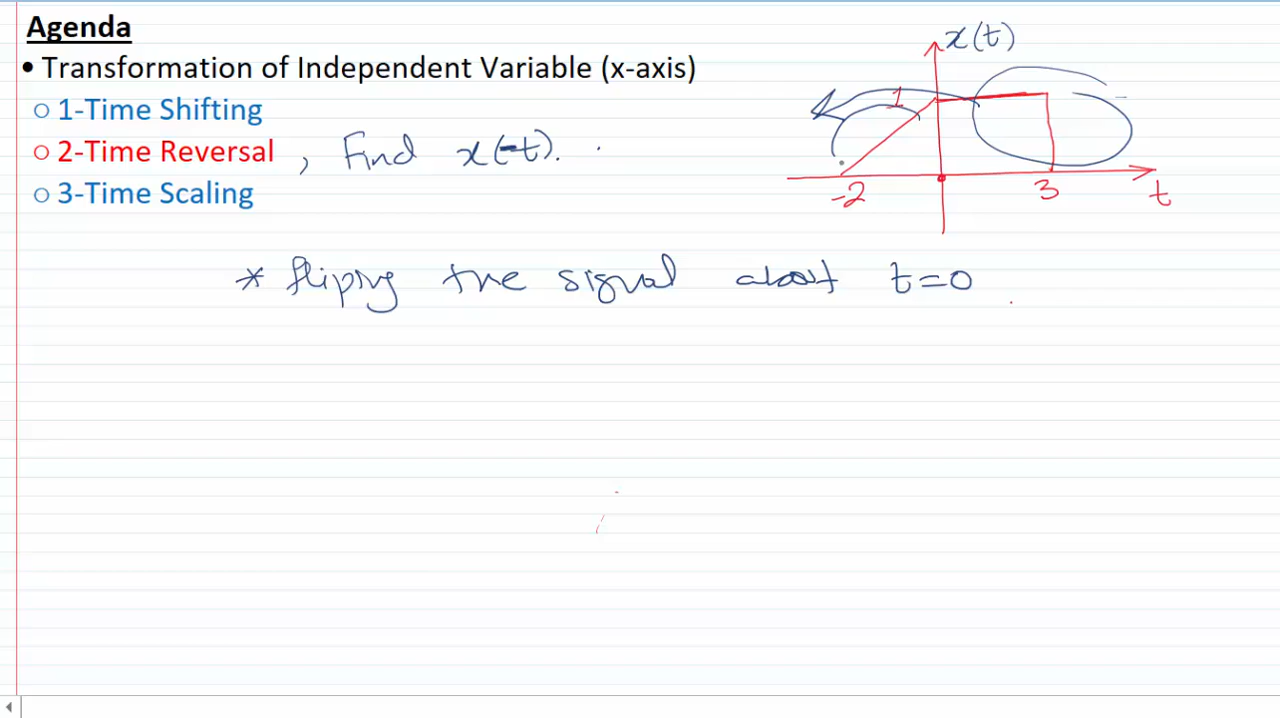 Agenda
• Transformation of Independent Variable (x-axis)
○ 1-Time Shifting
○ 2-Time Reversal , Find x(-t).
○ 3-Time Scaling
x(t)
1
-2
3
t
* fliping the signal about t=0